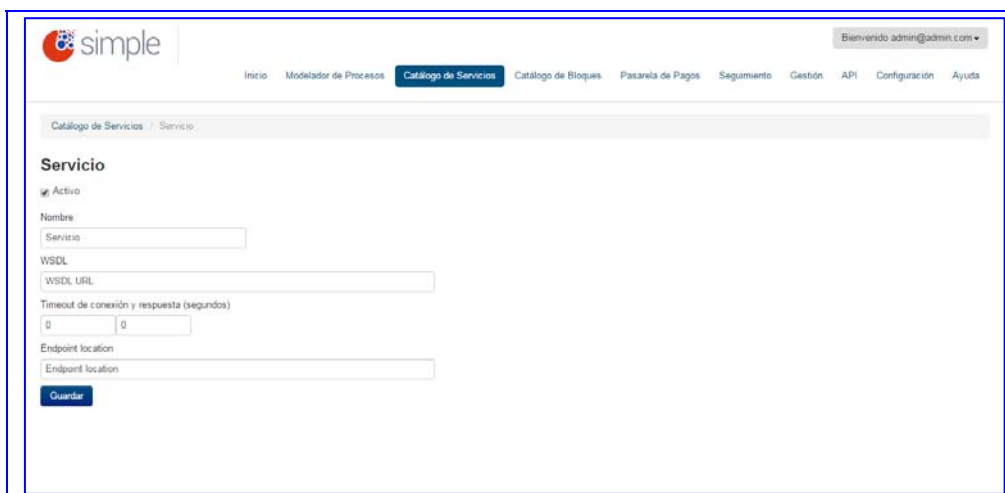 simple
Bienvenido admin@admin.com
Inicio Modelador de Procesos Catálogo de Servicios Catálogo de Bloques Pasarela de Pagos Seguimiento Gestión API Configuración Ayuda
Catálogo de Servicios / Servicio
Servicio
Activo
Nombre
Servicio
WSDL
WSDL URL
Timeout de conexión y respuesta (segundos)
0 0
Endpoint location
Endpoint location
Guardar